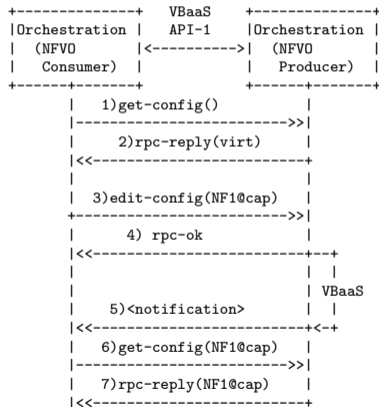 VBaaS
Orchestration API-1 Orchestration
(NFVO (NFVO
Consumer) Producer)
1)get-config()
2)rpc-reply(virt)
3)edit-config(NF1@cap)
4) rpc-ok
VBaaS
5)<notification>
6)get-config(NF1@cap)
7)rpc-reply(NF1@cap)